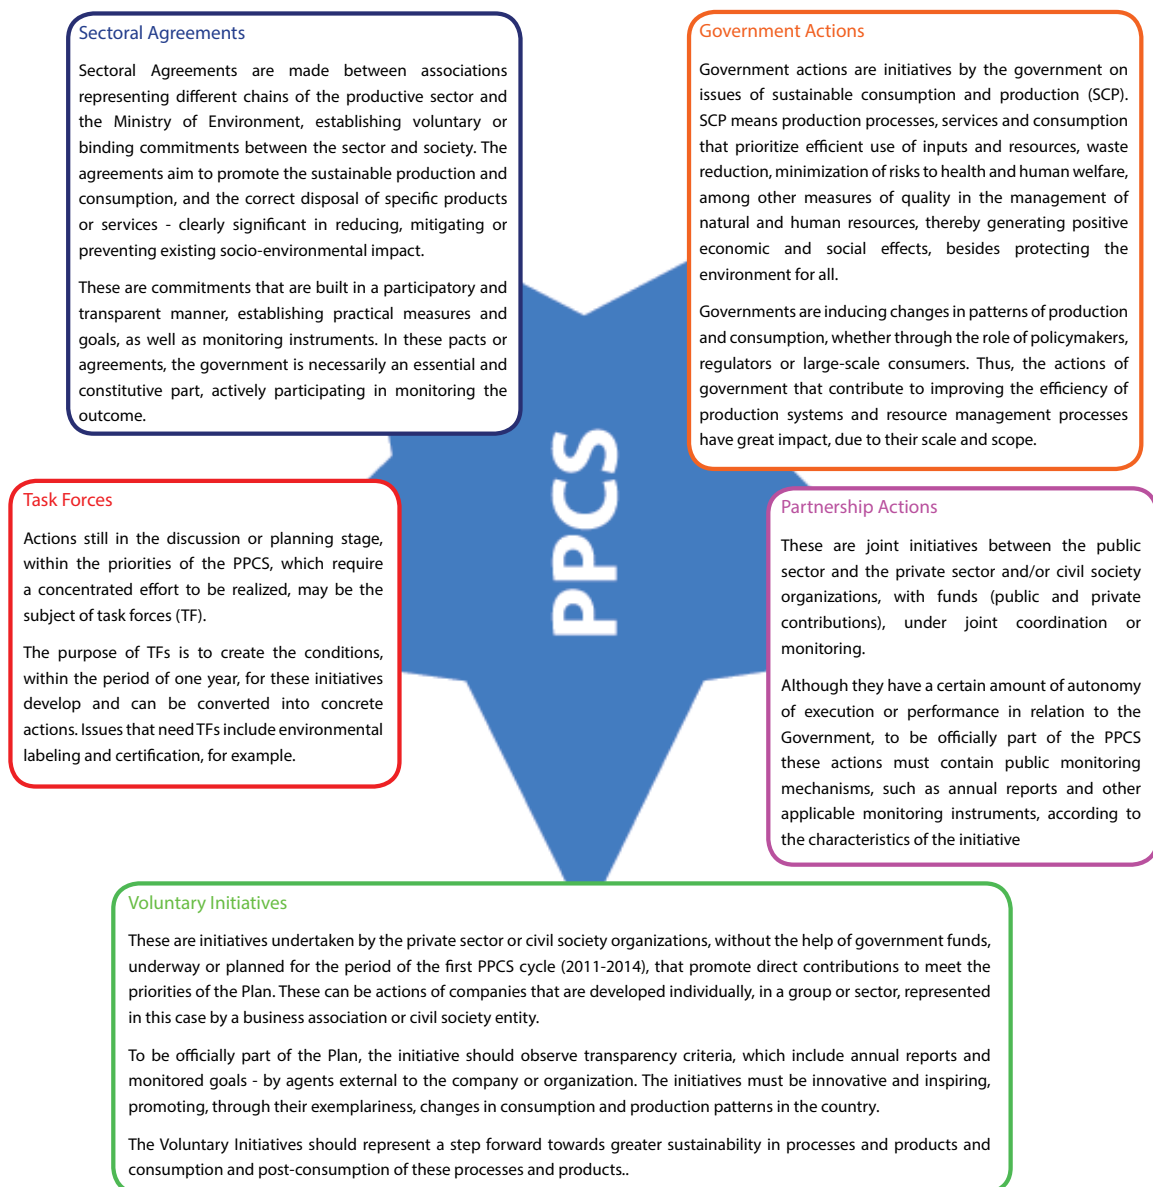 Sectoral Agreements
Sectoral Agreements are made between associations
representing different chains of the productive sector and
the Ministry of Environment, establishing voluntary or
binding commitments between the sector and society. The
agreements aim to promote the sustainable production and
consumption, and the correct disposal of specific products
or services - clearly significant in reducing, mitigating or
preventing existing socio-environmental impact.
These are commitments that are built in a participatory and
transparent manner, establishing practical measures and
goals, as well as monitoring instruments. In these pacts or
agreements, the government is necessarily an essential and
constitutive part, actively participating in monitoring the
outcome.
Government Actions
Government actions are initiatives by the government on
issues of sustainable consumption and production (SCP).
SCP means production processes, services and consumption
that prioritize efficient use of inputs and resources, waste
reduction, minimization of risks to health and human welfare,
among other measures of quality in the management of
natural and human resources, thereby generating positive
economic and social effects, besides protecting the
environment for all.
Governments are inducing changes in patterns of production
and consumption, whether through the role of policymakers,
regulators or large-scale consumers. Thus, the actions of
government that contribute to improving the efficiency of
production systems and resource management processes
have great impact, due to their scale and scope.
PPCS
Task Forces
Actions still in the discussion or planning stage,
within the priorities of the PPCS, which require
a concentrated effort to be realized, may be the
subject of task forces (TF).
The purpose of TFs is to create the conditions,
within the period of one year, for these initiatives
develop and can be converted into concrete
actions. Issues that need TFs include environmental
labeling and certification, for example.
Partnership Actions
These are joint initiatives between the public
sector and the private sector and/or civil society
organizations, with funds (public and private
contributions), under joint coordination or
monitoring.
Although they have a certain amount of autonomy
of execution or performance in relation to the
Government, to be officially part of the PPCS
these actions must contain public monitoring
mechanisms, such as annual reports and other
applicable monitoring instruments, according to
the characteristics of the initiative
Voluntary Initiatives
These are initiatives undertaken by the private sector or civil society organizations, without the help of government funds,
underway or planned for the period of the first PPCS cycle (2011-2014), that promote direct contributions to meet the
priorities of the Plan. These can be actions of companies that are developed individually, in a group or sector, represented
in this case by a business association or civil society entity.
To be officially part of the Plan, the initiative should observe transparency criteria, which include annual reports and
monitored goals - by agents external to the company or organization. The initiatives must be innovative and inspiring,
promoting, through their exemplariness, changes in consumption and production patterns in the country.
The Voluntary Initiatives should represent a step forward towards greater sustainability in processes and products and
consumption and post-consumption of these processes and products..